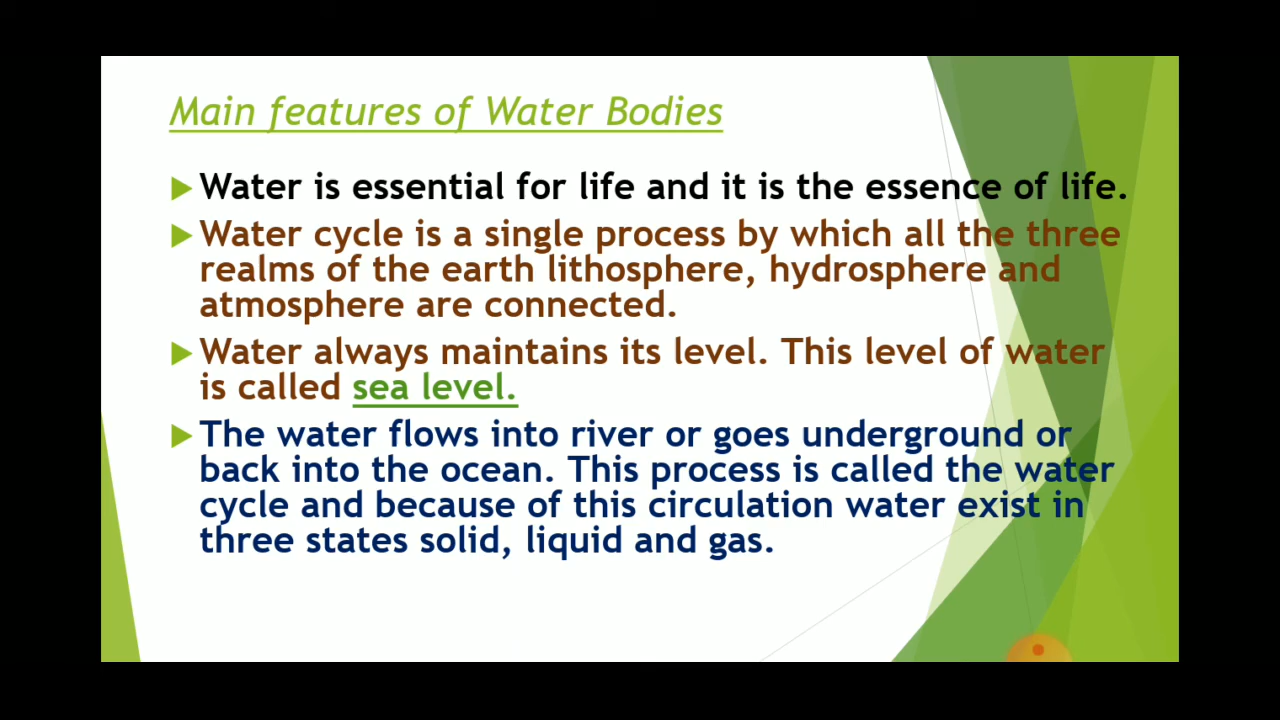 Main features of Water Bodies
Water is essential for life and it is the essence of life.
Water cycle is a single process by which all the three
realms of the earth lithosphere, hydrosphere and
atmosphere are connected.
Water always maintains its level. This level of water
is called sea level.
The water flows into river or goes underground or
back into the ocean. This process is called the water
cycle and because of this circulation water exist in
three states solid, liquid and gas.